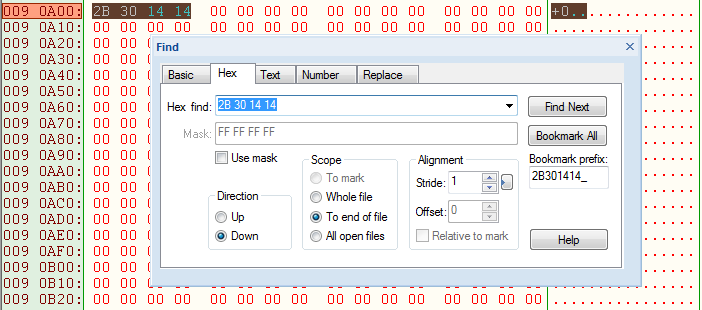 009 0A00: 2B 30 14 14 00 00 00 00 00 00 00 00 00 00 00 00 +0..............
009 0A10: 00 00 00 00 00 00 00 00 00 00 00 00 00 00 00 00 ................
009 0A20: 00 00
Find
009 0A30: 00 00
009 0A40: 00 00
009 0A50: 00 00
009 0A60: 00 00
009 0A70: 00 00
009 0A80: 00 00
009 0A90: 00 00
009 0AA0: 00 00
009 0AB0: 00 00
009 0AC0: 00 00
009 0AD0: 00 00
009 0AE0: 00 00
009 0AF0: 00 00
009 0B00: 00 00
009 0B10: 00 00
009 0B20: 00 00 00 00 00 00 00 00 00 00 00 00 00 00 00 00 ................
Basic Hex Text Number Replace
Hex find: 2B 30 14 14 Find Next
Mask: FF FF FF FF Bookmark All
Use mask
Bookmark prefix:
2B301414_
Direction
Up
Down
Scope
To mark
Whole file
To end of file
All open files
Alignment
Stride: 1
Offset: 0
Relative to mark
Help